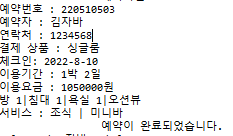 예약번호 : 220510503
예약자 : 김자바
연락처 : 1234568
결제 상품 : 싱글룸
체크인: 2022-8-10
이용기간 : 1박 2일
이용요금 : 1050000원
방 1|침대 1|욕실 1|오션뷰
서비스 : 조식 | 미니바
예약이 완료되었습니다.